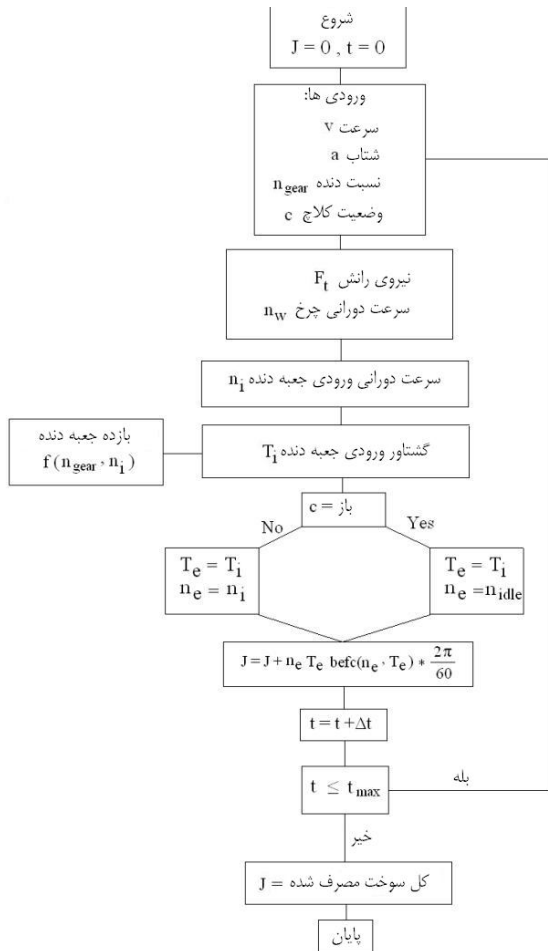 شروع
J = 0 , t = 0
ورودی ها:
سرعت v
شتاب a
نسبت دنده n_gear
وضعیت کلاچ c
نیروی رانش F_t
سرعت دورانی چرخ n_w
سرعت دورانی ورودی جعبه دنده n_i
گشتاور ورودی جعبه دنده T_i
بازده جعبه دنده
f (n_gear , n_i)
c = باز
No
Yes
T_e = T_i
n_e = n_i
T_e = T_i
n_e = n_idle
J = J + n_e T_e befc(n_e , T_e) * 2π/60
t = t + Δt
t ≤ t_max
بله
خیر
کل سوخت مصرف شده = J
پایان